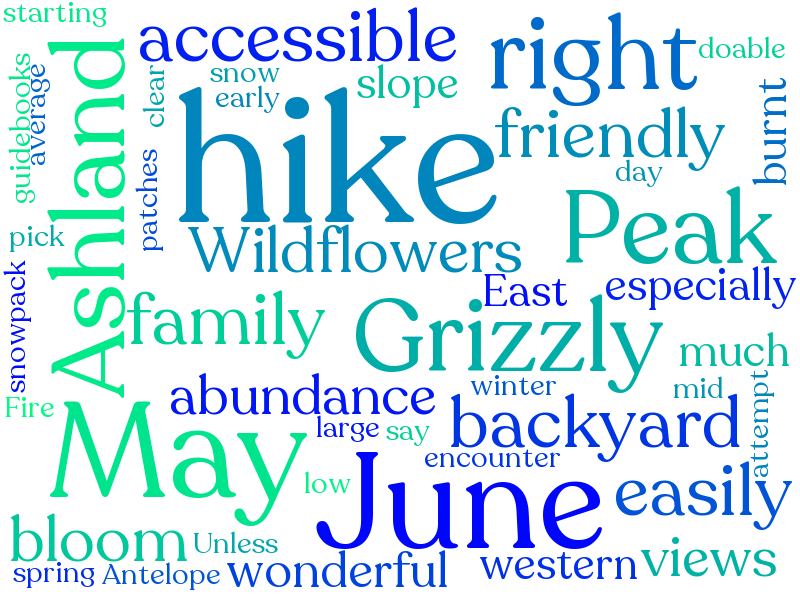 starting
accessible
right
doable
guidebooks
average
Ashland
clear
snow
early
slope
hike
friendly
burnt
patches
day
pick
Wildflowers
Peak
snowpack
East
especially
family
Grizzly
much
abundance
winter
mid
attempt
Fire
May
large
say
backyard
encounter
low
June
easily
bloom
Unless
spring
Antelope
wonderful
western
views